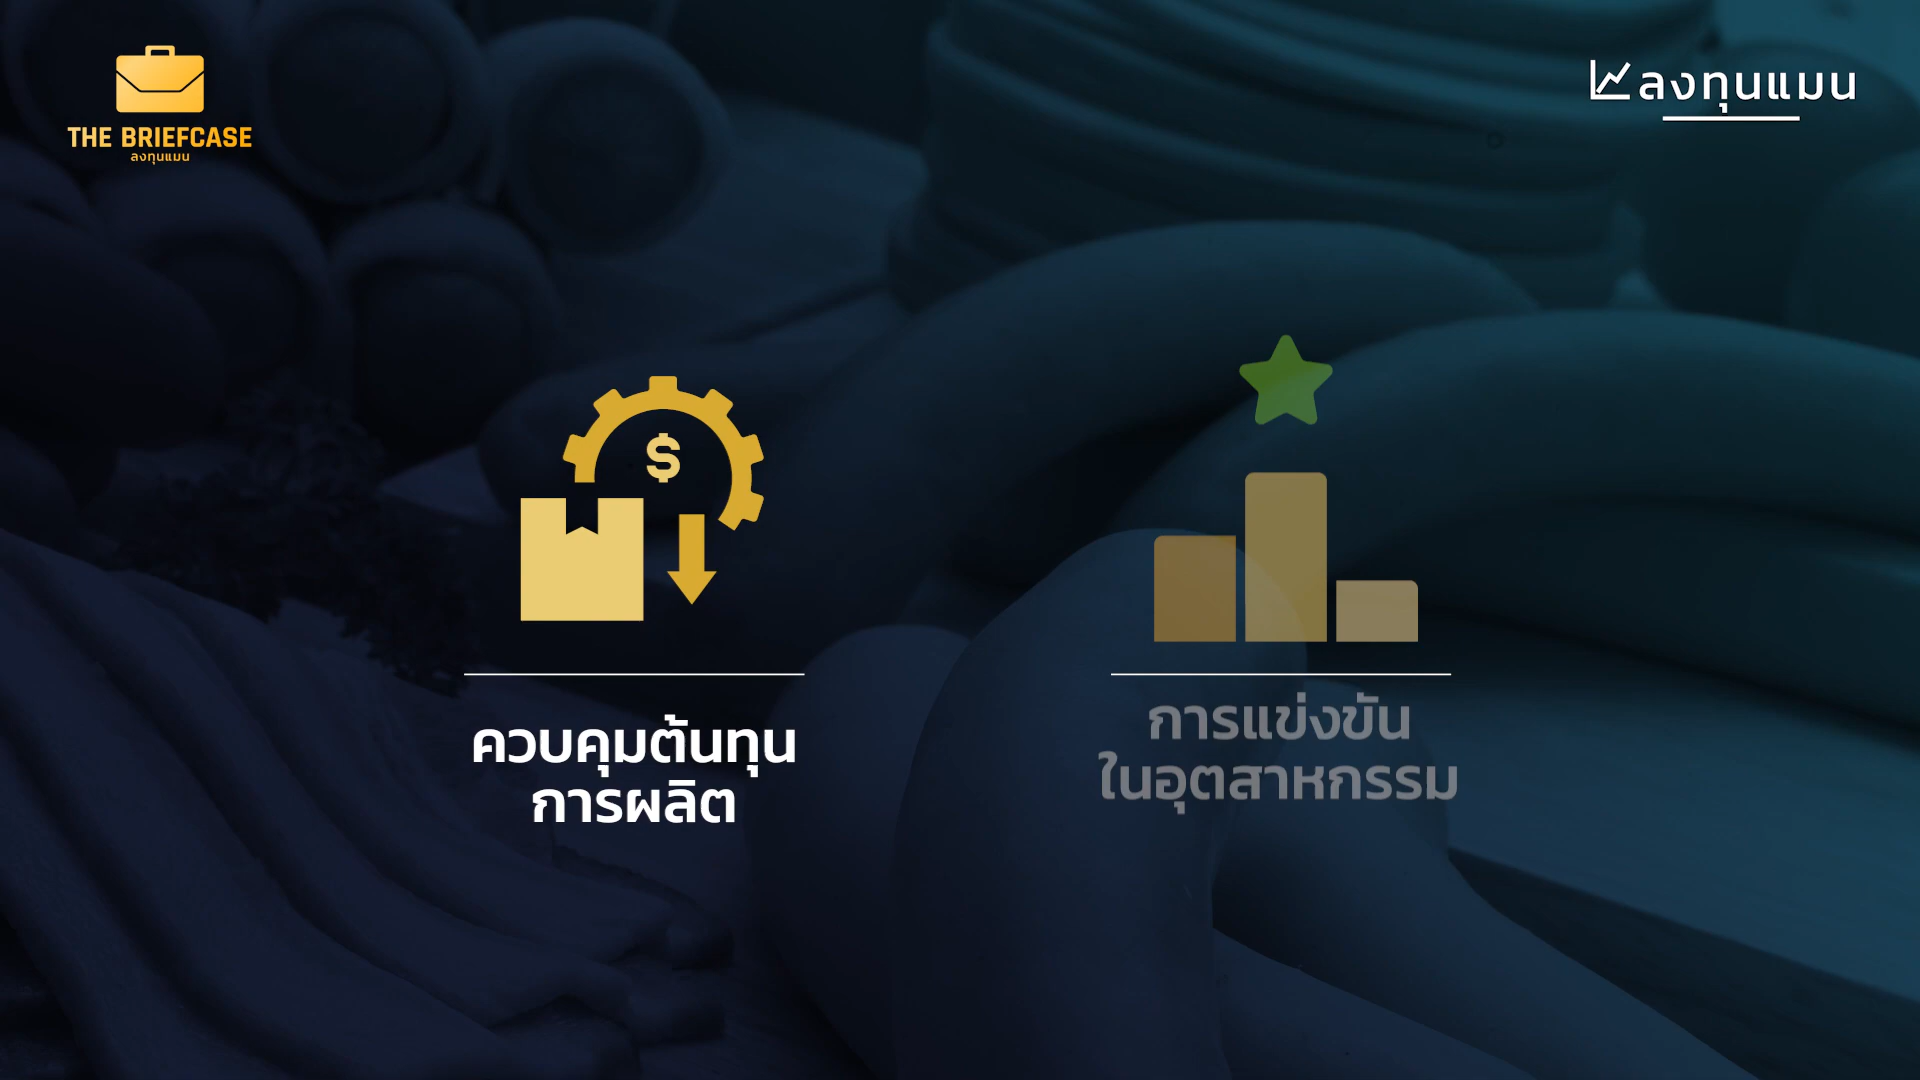 THE BRIEFCASE
ลงทุนแมน
ลงทุนแมน
$
ควบคุมต้นทุน
การผลิต
การแข่งขัน
ในอุตสาหกรรม